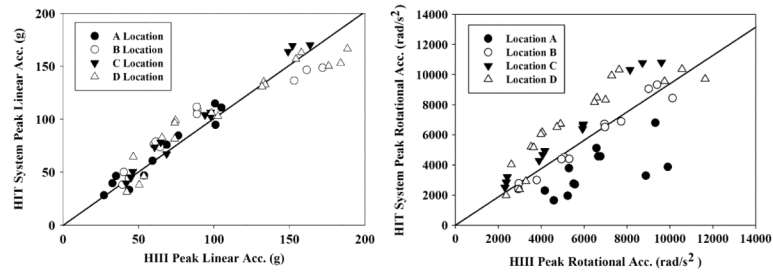 HIT System Peak Linear Acc. (g)
200
150
100
50
0
A Location
B Location
C Location
D Location
0 50 100 150 200
HIII Peak Linear Acc. (g)
HIT System Peak Rotational Acc. (rad/s²)
14000
12000
10000
8000
6000
4000
2000
0
Location A
Location B
Location C
Location D
0 2000 4000 6000 8000 10000 12000 14000
HIII Peak Rotational Acc. (rad/s²)